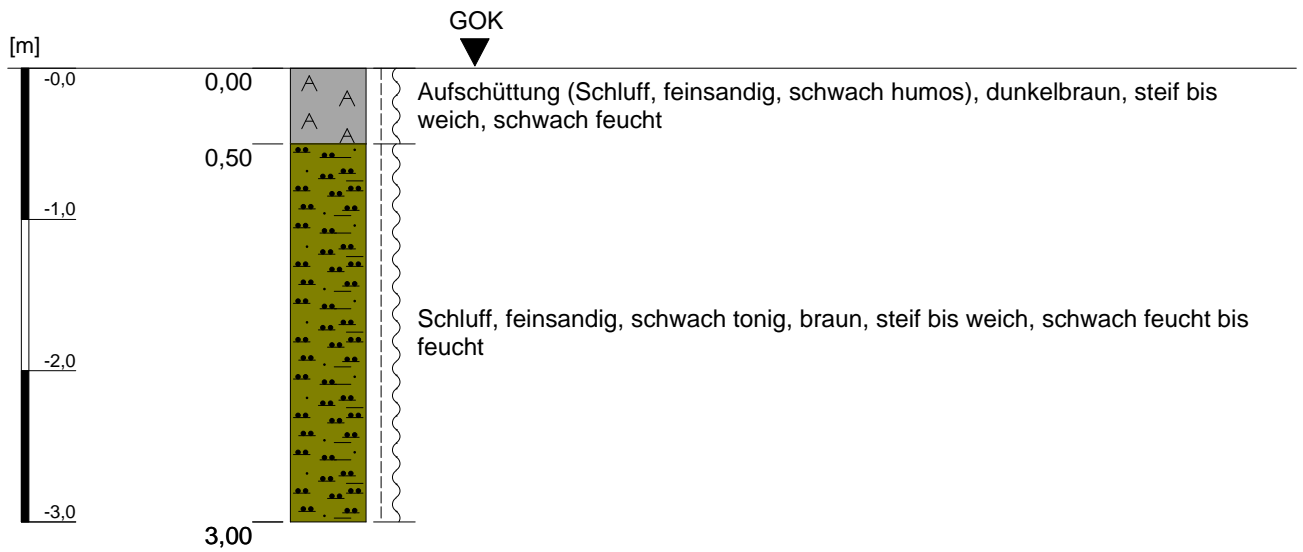 GOK
[m]
-0,0
0,00
Aufschüttung (Schluff, feinsandig, schwach humos), dunkelbraun, steif bis
weich, schwach feucht
0,50
-1,0
Schluff, feinsandig, schwach tonig, braun, steif bis weich, schwach feucht bis
feucht
-2,0
-3,0
3,00